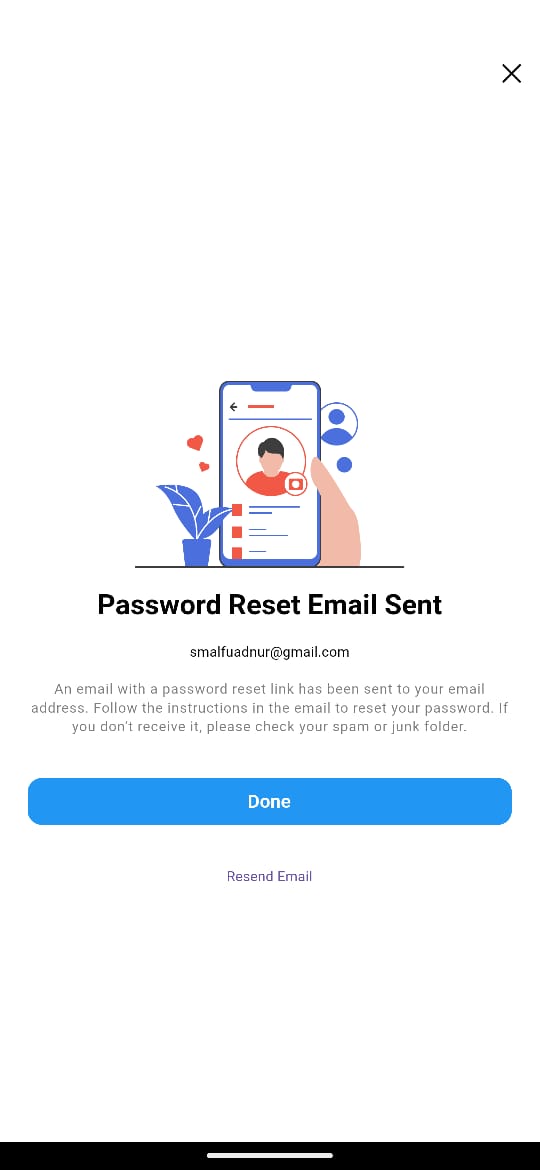 Password Reset Email Sent
smalfuadnur@gmail.com
An email with a password reset link has been sent to your email
address. Follow the instructions in the email to reset your password. If
you don't receive it, please check your spam or junk folder.
Done
Resend Email